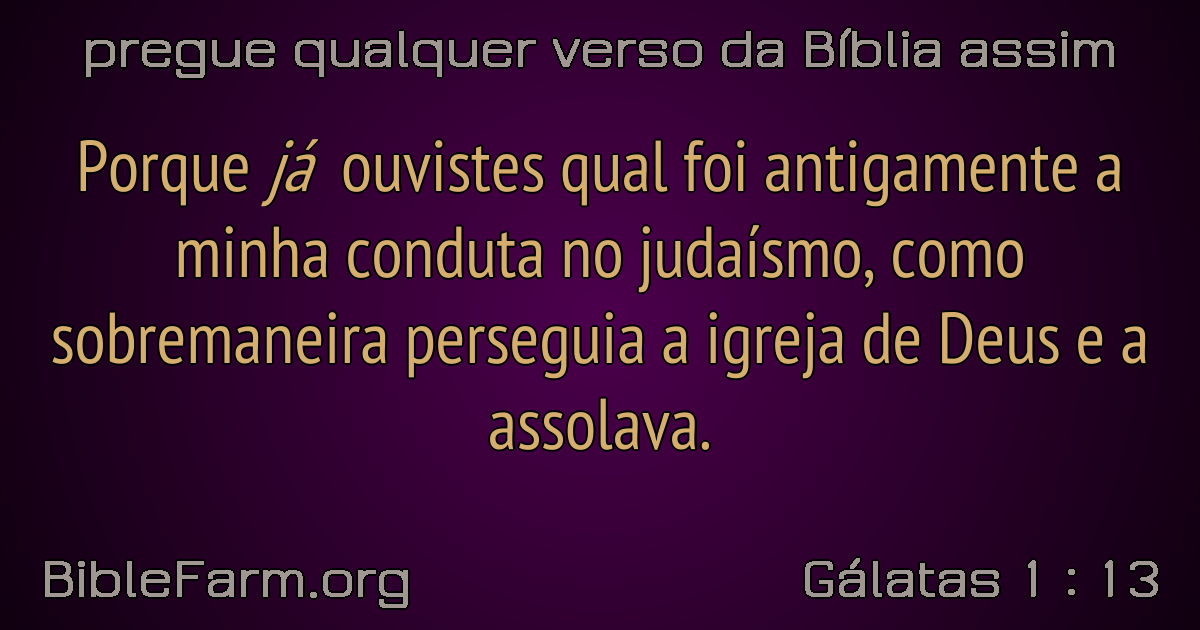 pregue qualquer verso da Bíblia assim
Porque já ouvistes qual foi antigamente a
minha conduta no judaísmo, como
sobremaneira perseguia a igreja de Deus e a
assolava.
BibleFarm.org
Gálatas 1 : 13